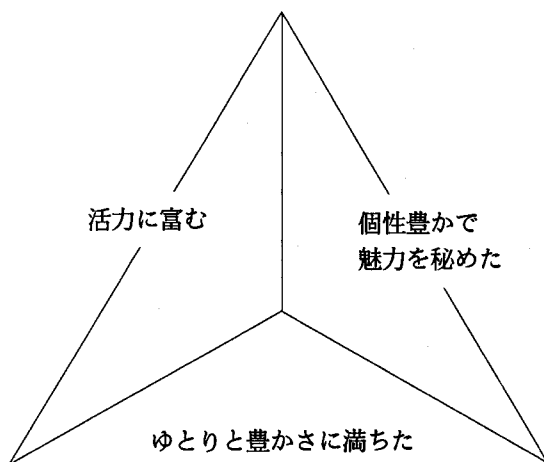 活力に富む
個性豊かで
魅力を秘めた
ゆとりと豊かさに満ちた